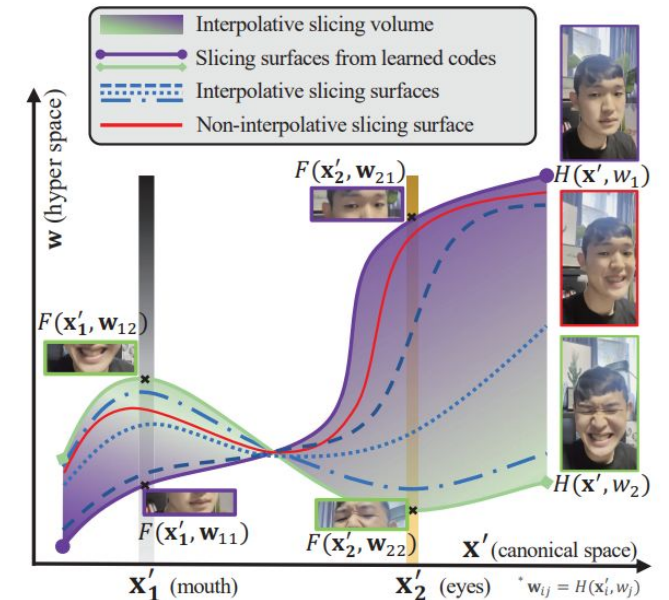 Interpolative slicing volume
Slicing surfaces from learned codes
Interpolative slicing surfaces
Non-interpolative slicing surface
w (hyper space)
F(x′₂, w₂₁)
H(x′, w₁)
F(x′₁, w₁₂)
F(x′₁, w₁₁)
F(x′₂, w₂₂)
H(x′, w₂)
x′ (canonical space)
x′₁ (mouth)
x′₂ (eyes)
* wᵢⱼ = H(x′ᵢ, wⱼ)